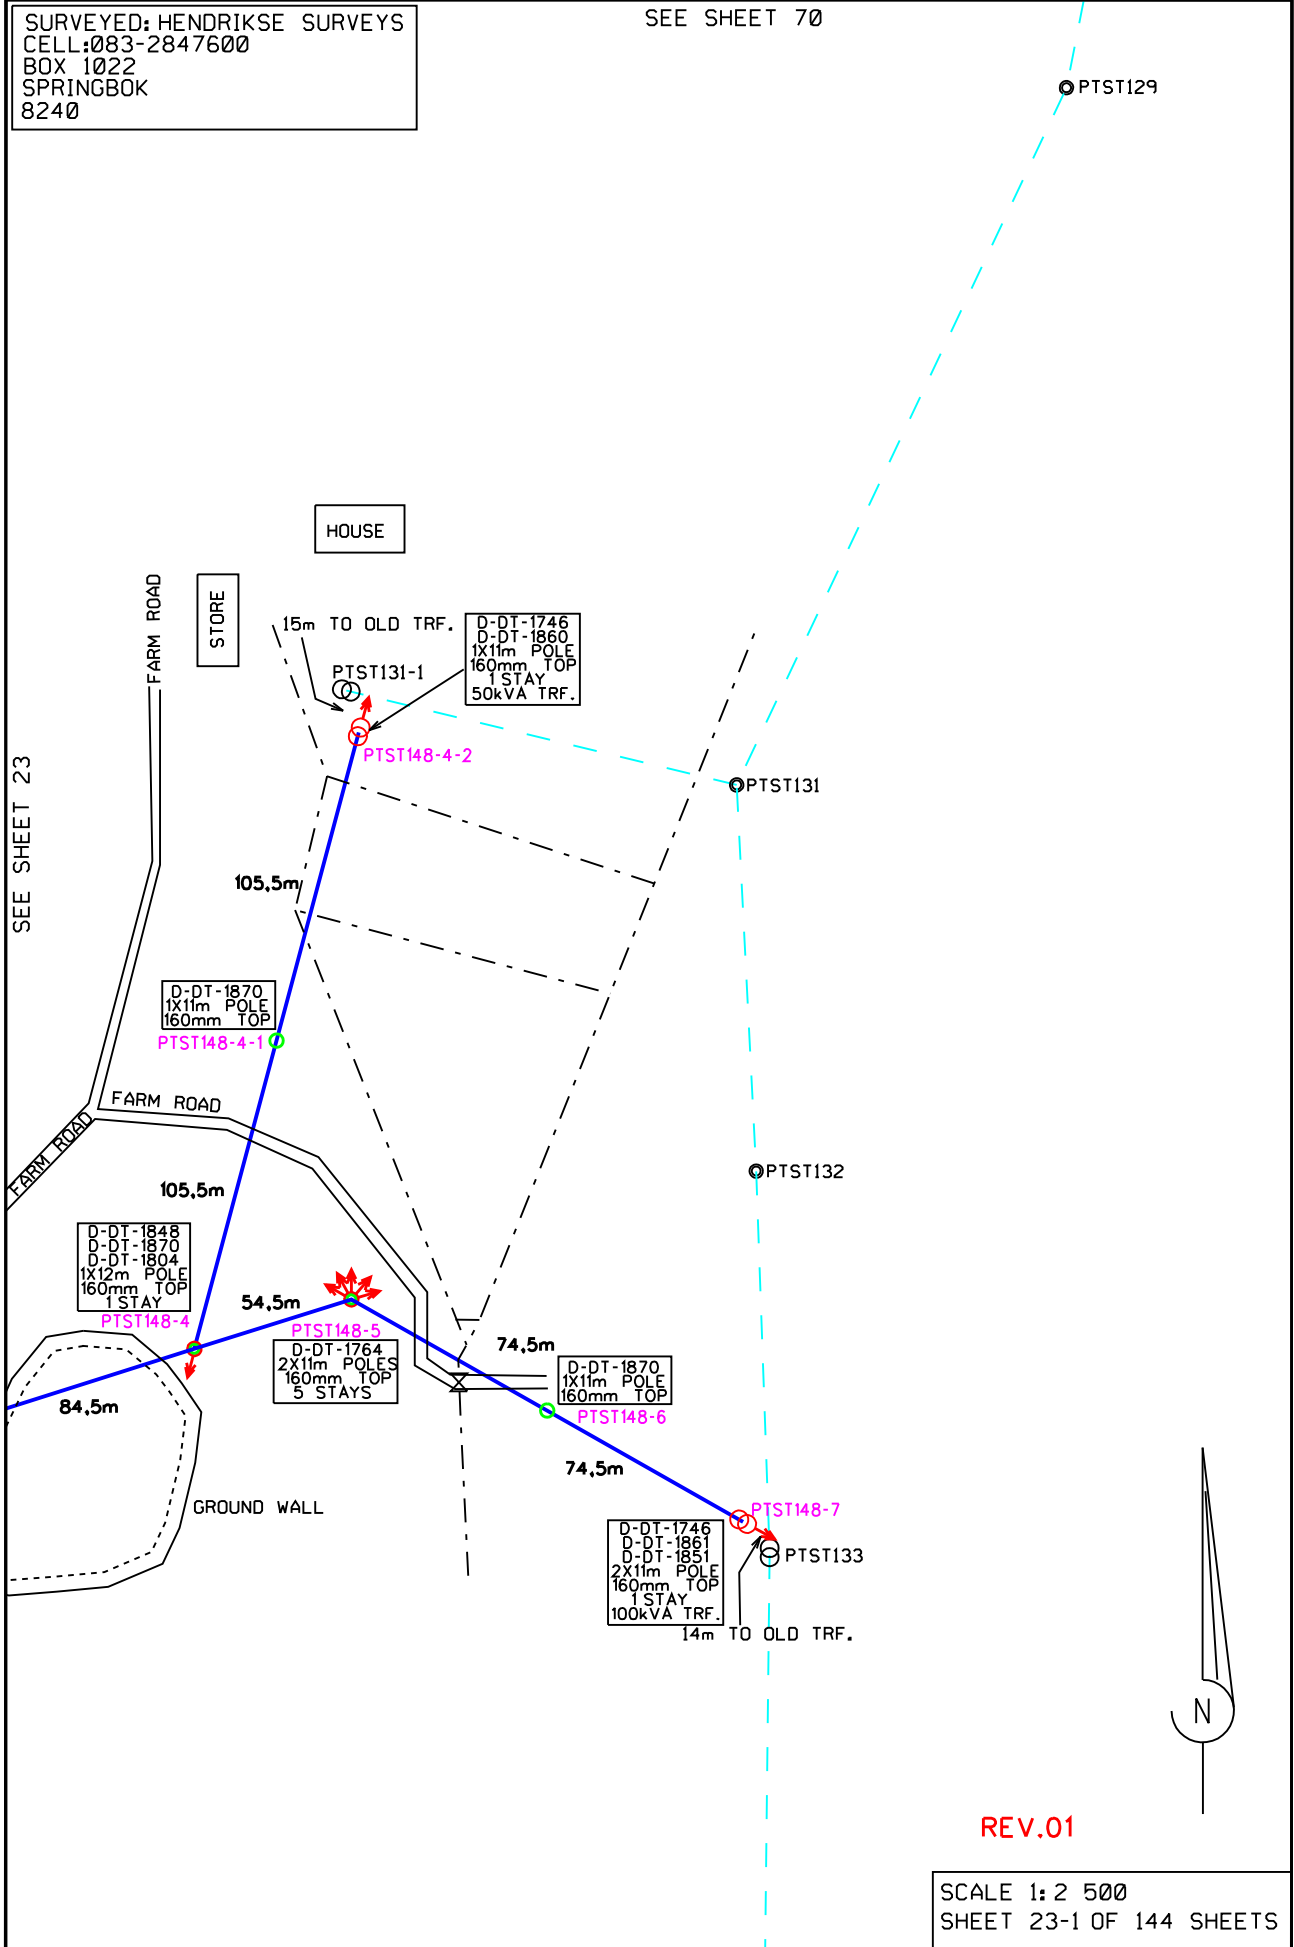 SURVEYED: HENDRIKSE SURVEYS
CELL:083-2847600
BOX 1022
SPRINGBOK
8240
SEE SHEET 70
PTST129
HOUSE
STORE
FARM ROAD
15m TO OLD TRF.
D-DT-1746
D-DT-1860
1X11m POLE
160mm TOP
1 STAY
50kVA TRF.
PTST131-1
PTST148-4-2
PTST131
SEE SHEET 23
105,5m
D-DT-1870
1X11m POLE
160mm TOP
PTST148-4-1
FARM ROAD
FARM ROAD
PTST132
105,5m
D-DT-1848
D-DT-1870
D-DT-1804
1X12m POLE
160mm TOP
1 STAY
PTST148-4
54,5m
PTST148-5
D-DT-1764
2X11m POLES
160mm TOP
5 STAYS
74,5m
D-DT-1870
1X11m POLE
160mm TOP
PTST148-6
84,5m
74,5m
GROUND WALL
PTST148-7
D-DT-1746
D-DT-1861
D-DT-1851
2X11m POLE
160mm TOP
1 STAY
100kVA TRF.
PTST133
14m TO OLD TRF.
N
REV.01
SCALE 1:2 500
SHEET 23-1 OF 144 SHEETS